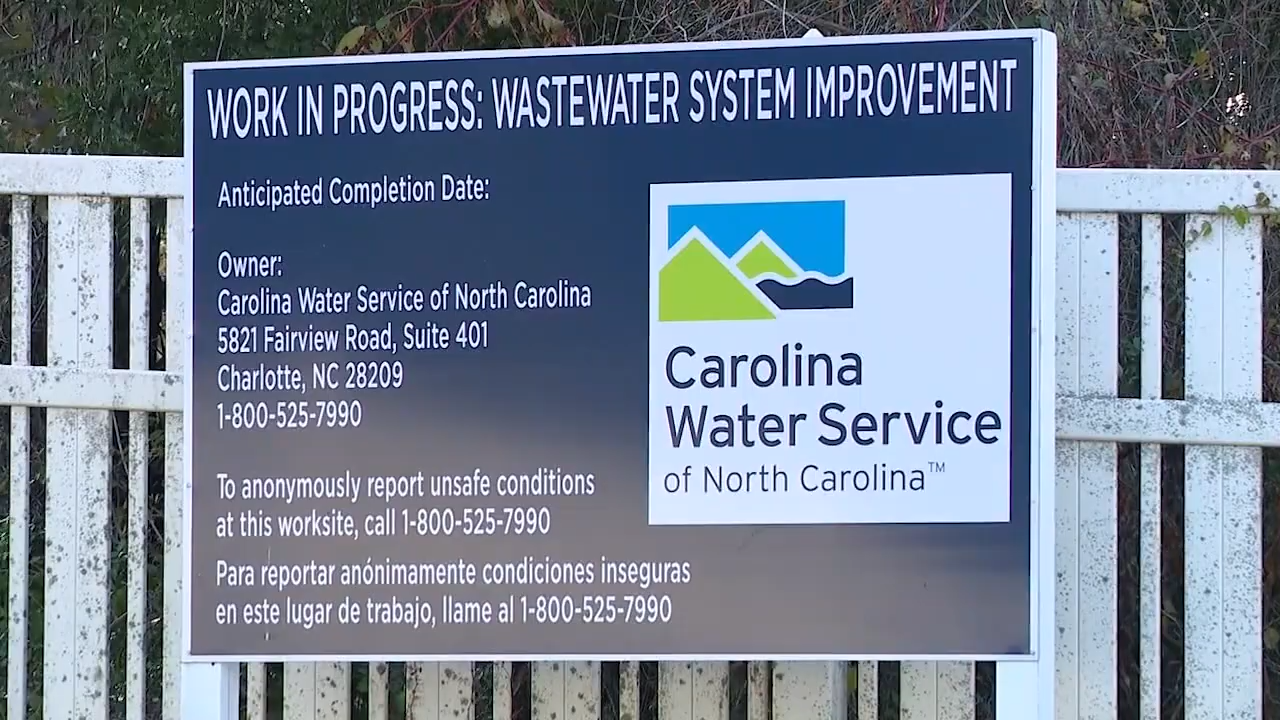 WORK IN PROGRESS: WASTEWATER SYSTEM IMPROVEMENT
Anticipated Completion Date:
Owner:
Carolina Water Service of North Carolina
5821 Fairview Road, Suite 401
Charlotte, NC 28209
1-800-525-7990
To anonymously report unsafe conditions
at this worksite, call 1-800-525-7990
Para reportar anónimamente condiciones inseguras
en este lugar de trabajo, llame al 1-800-525-7990
Carolina
Water Service
of North Carolina™